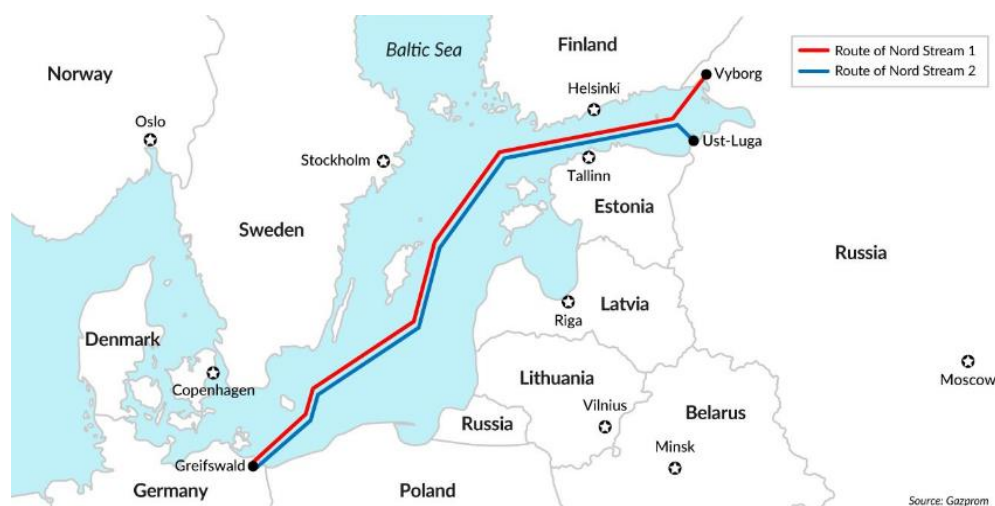 Baltic Sea
Finland
Norway
Route of Nord Stream 1
Route of Nord Stream 2
Vyborg
Helsinki
Oslo
Ust-Luga
Stockholm
Tallinn
Estonia
Sweden
Russia
Riga
Latvia
Denmark
Copenhagen
Lithuania
Moscow
Vilnius
Belarus
Russia
Minsk
Greifswald
Germany
Poland
Source: Gazprom